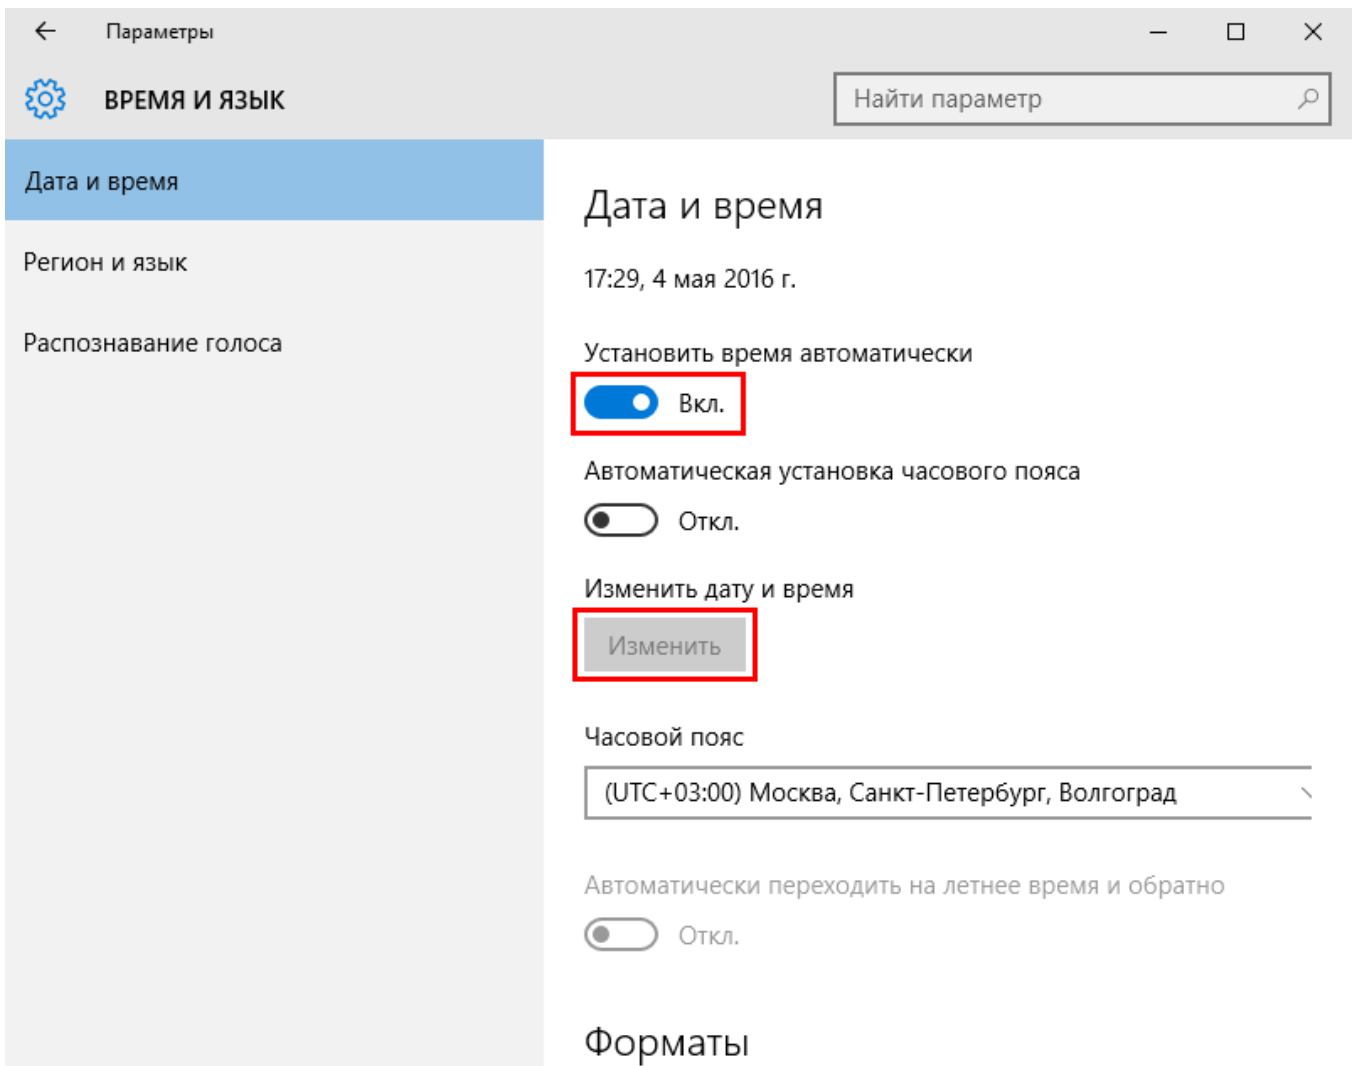 Параметры
ВРЕМЯ И ЯЗЫК
Найти параметр
Дата и время
Регион и язык
Распознавание голоса
Дата и время
17:29, 4 мая 2016 г.
Установить время автоматически
Вкл.
Автоматическая установка часового пояса
Откл.
Изменить дату и время
Изменить
Часовой пояс
(UTC+03:00) Москва, Санкт-Петербург, Волгоград
Автоматически переходить на летнее время и обратно
Откл.
Форматы